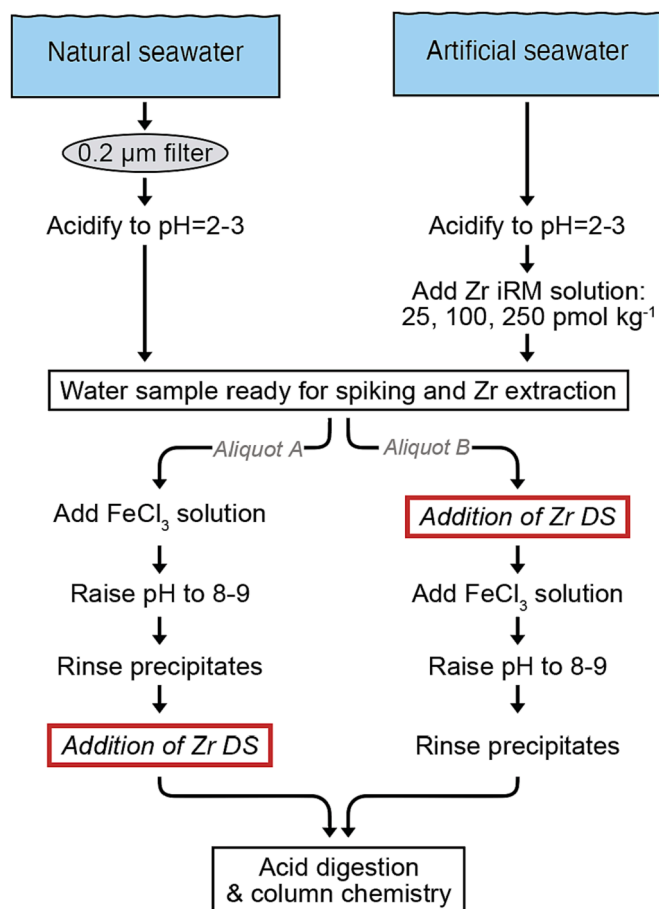 Natural seawater
Artificial seawater
0.2 µm filter
Acidify to pH=2-3
Acidify to pH=2-3
Add Zr iRM solution:
25, 100, 250 pmol kg⁻¹
Water sample ready for spiking and Zr extraction
Aliquot A
Aliquot B
Add FeCl₃ solution
Raise pH to 8-9
Rinse precipitates
Addition of Zr DS
Addition of Zr DS
Add FeCl₃ solution
Raise pH to 8-9
Rinse precipitates
Acid digestion
& column chemistry